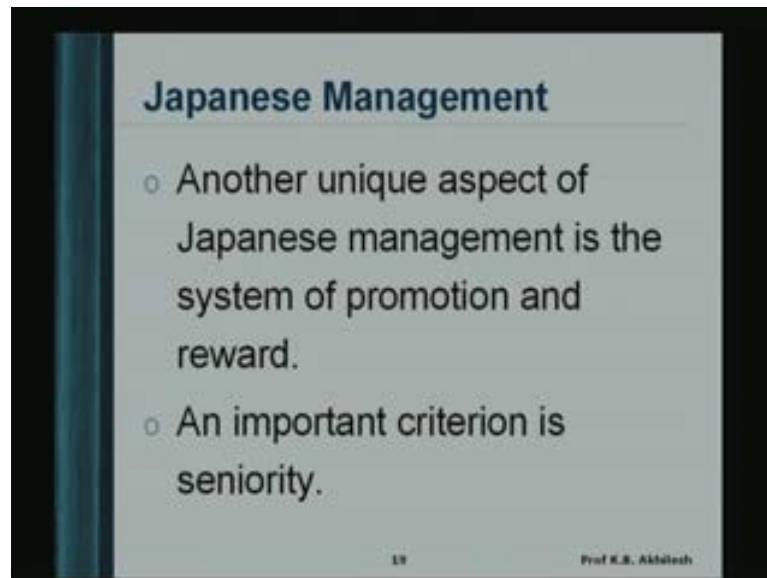 Japanese Management
o Another unique aspect of
Japanese management is the
system of promotion and
reward.
o An important criterion is
seniority.
19
Prof K.B. Akhilesh